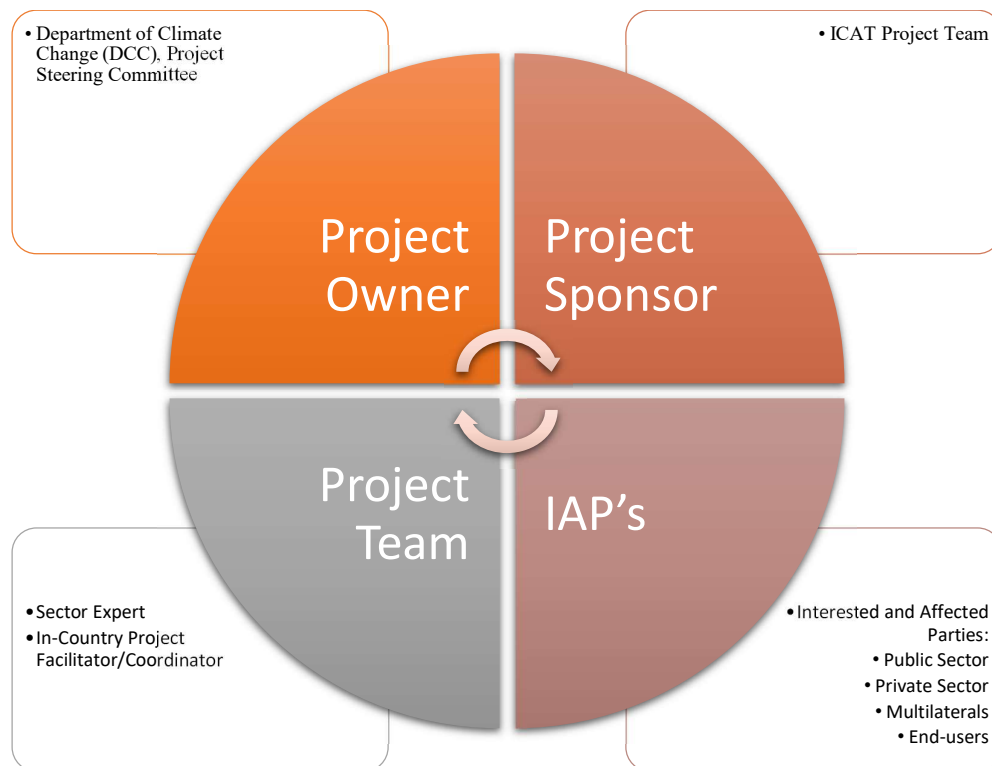 • Department of Climate
Change (DCC), Project
Steering Committee
• ICAT Project Team
Project
Owner
Project
Sponsor
Project
Team
IAP's
•Sector Expert
•In-Country Project
Facilitator/Coordinator
•Interested and Affected
Parties:
• Public Sector
• Private Sector
• Multilaterals
• End-users